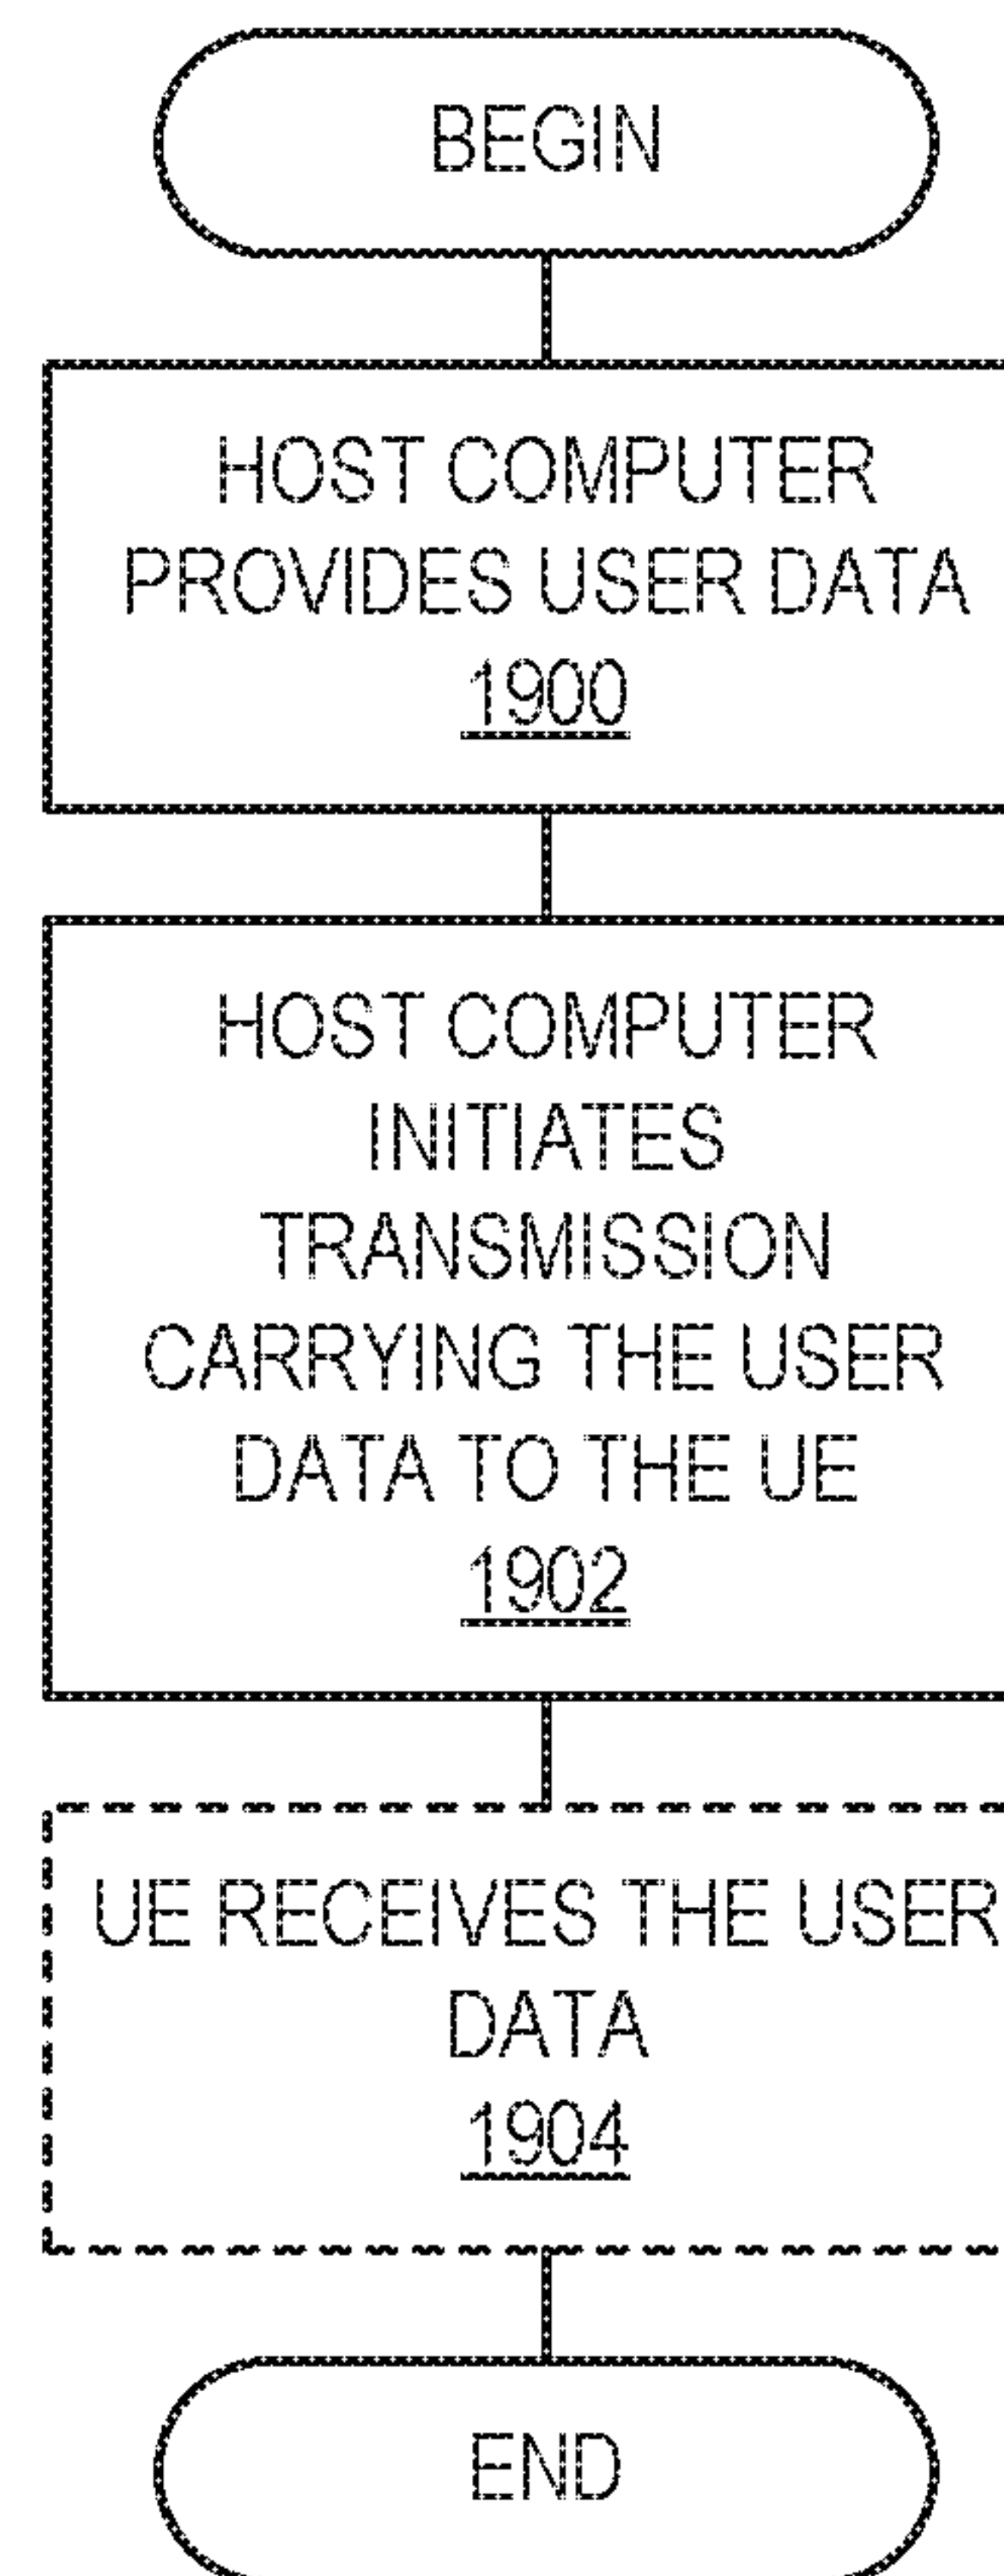 BEGIN
HOST COMPUTER
PROVIDES USER DATA
1900
HOST COMPUTER
INITIATES
TRANSMISSION
CARRYING THE USER
DATA TO THE UE
1902
UE RECEIVES THE USER
DATA
1904
END